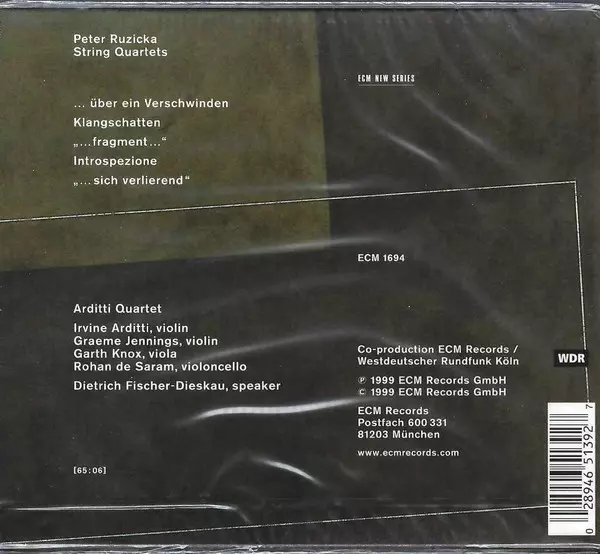 Peter Ruzicka
String Quartets
ECM NEW SERIES
... über ein Verschwinden
Klangschatten
„...fragment...“
Introspezione
„...sich verlierend“
ECM 1694
Arditti Quartet
Irvine Arditti, violin
Graeme Jennings, violin
Garth Knox, viola
Rohan de Saram, violoncello
Dietrich Fischer-Dieskau, speaker
Co-production ECM Records /
Westdeutscher Rundfunk Köln
WDR
℗ 1999 ECM Records GmbH
© 1999 ECM Records GmbH
ECM Records
Postfach 600 331
81203 München
www.ecmrecords.com
[65:06]
0 28946 51392 7